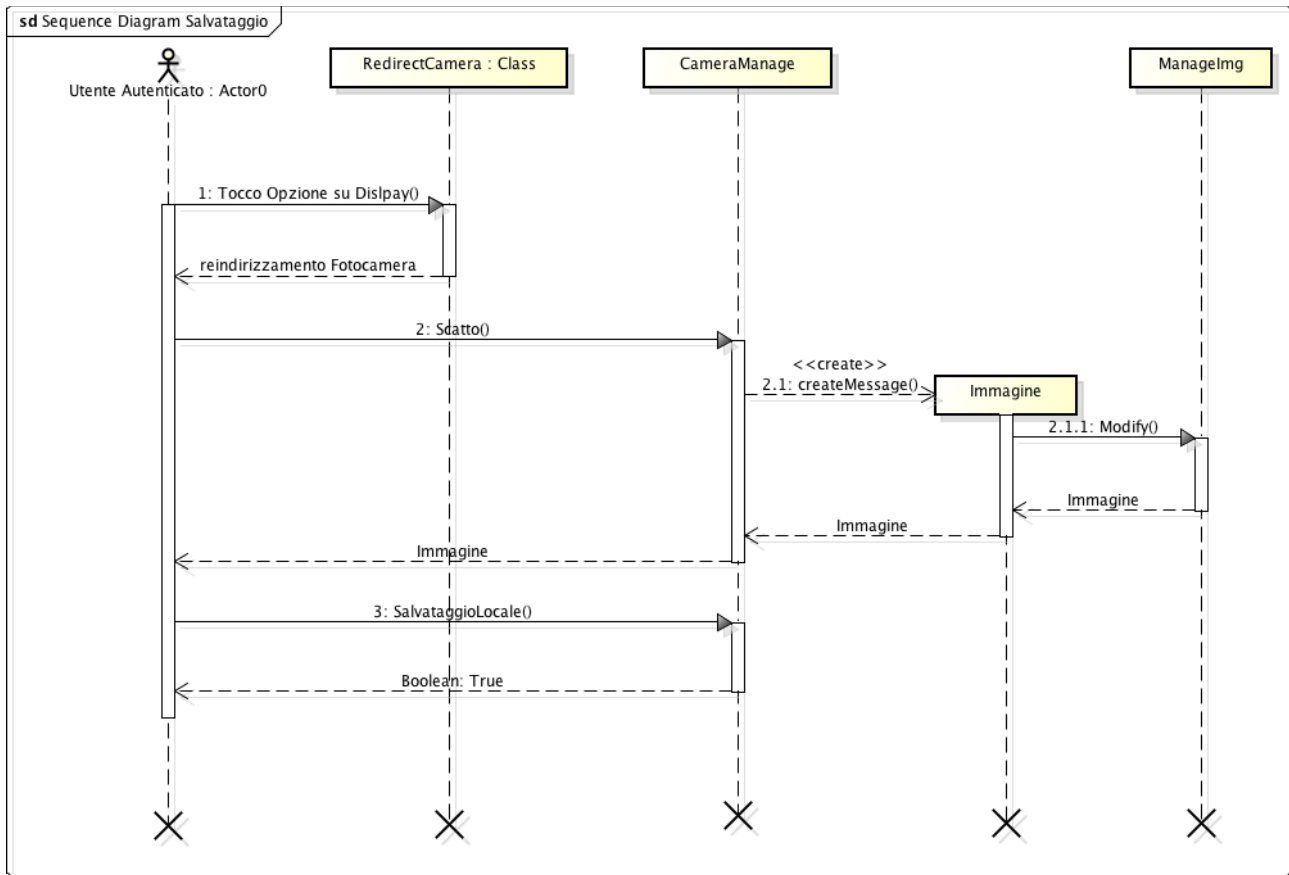 sd Sequence Diagram Salvataggio
Utente Autenticato : Actor0
RedirectCamera : Class
CameraManage
ManageImg
1: Tocco Opzione su Dislpay()
reindirizzamento Fotocamera
2: Scatto()
<<create>>
2.1: createMessage()
Immagine
2.1.1: Modify()
Immagine
Immagine
Immagine
3: SalvataggioLocale()
Boolean: True